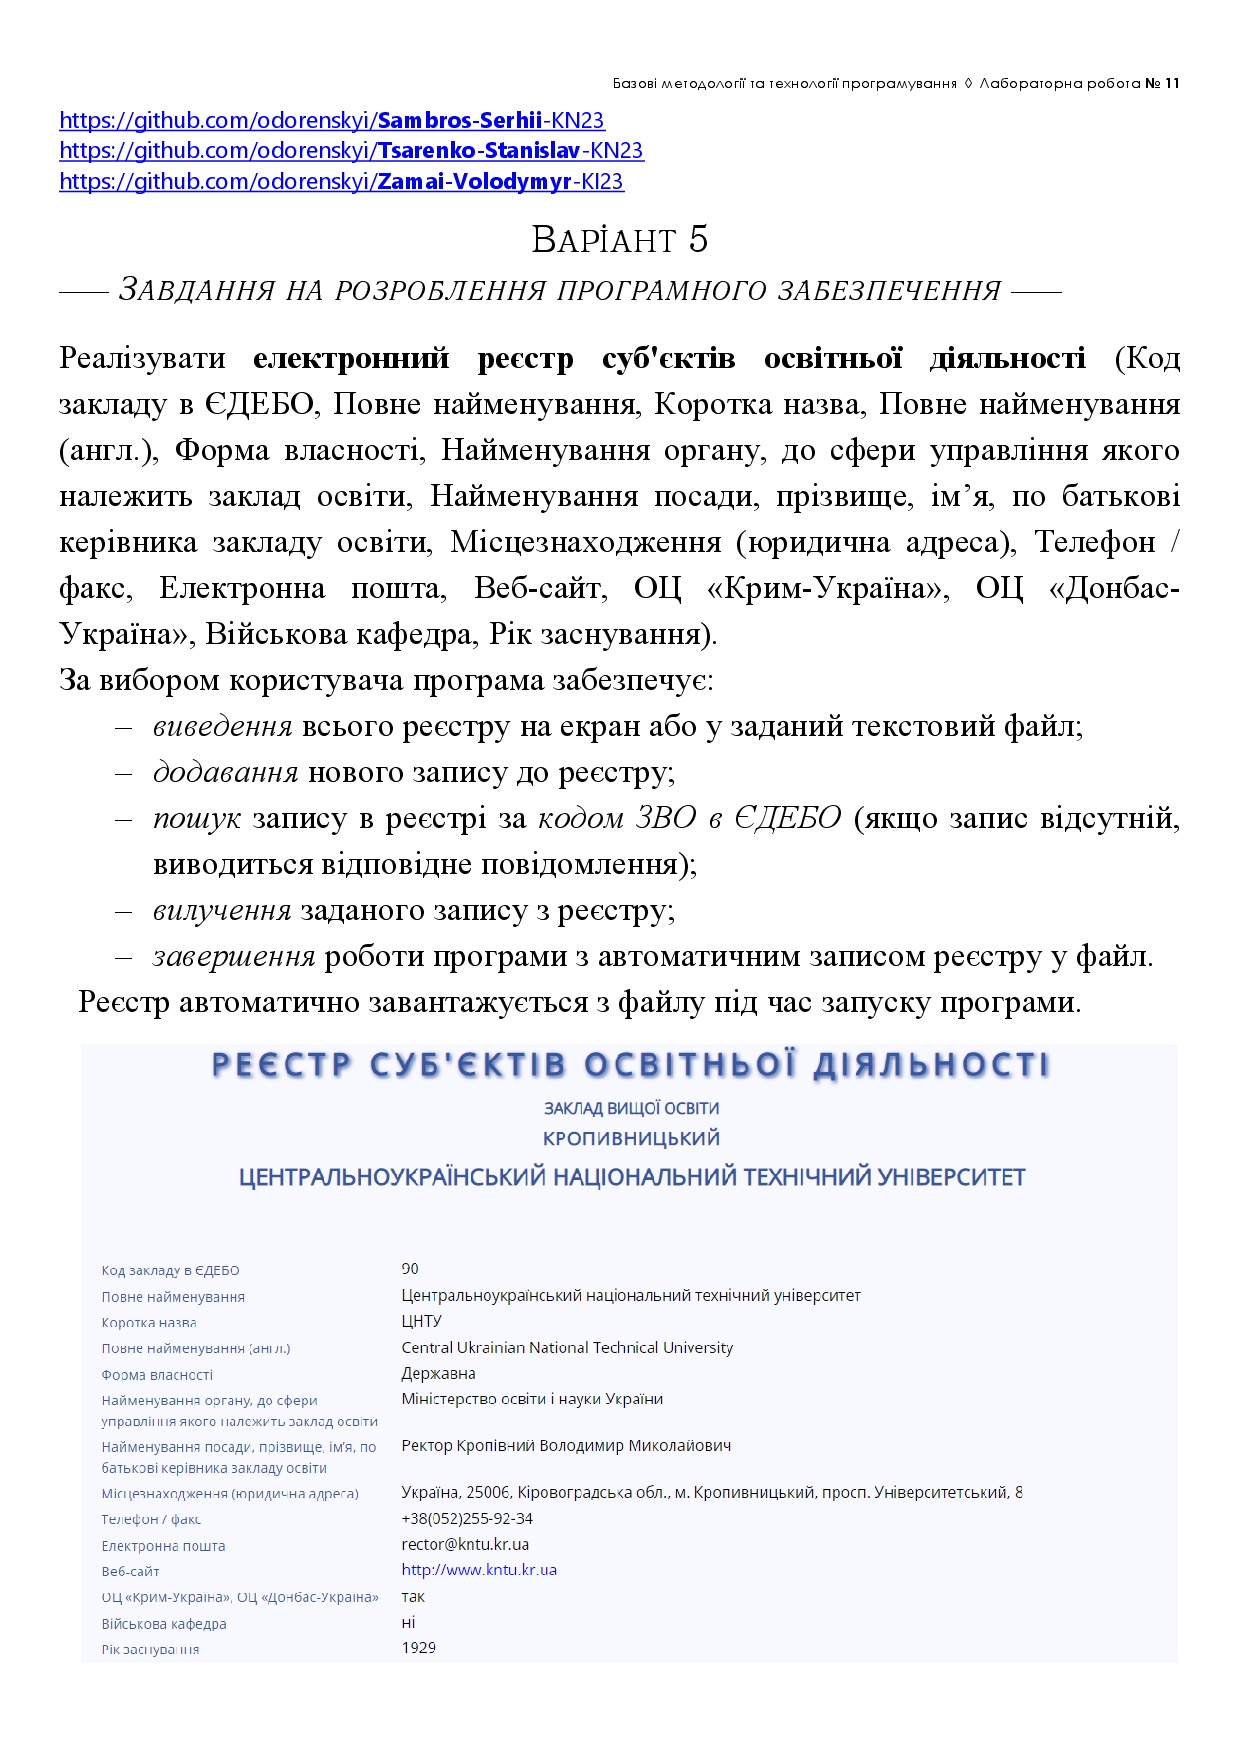 Базові методології та технології програмування ◊ Лабораторна робота № 11
https://github.com/odorenskyi/Sambros-Serhii-KN23
https://github.com/odorenskyi/Tsarenko-Stanislav-KN23
https://github.com/odorenskyi/Zamai-Volodymyr-KI23
ВАРІАНТ 5
—— ЗАВДАННЯ НА РОЗРОБЛЕННЯ ПРОГРАМНОГО ЗАБЕЗПЕЧЕННЯ ——
Реалізувати електронний реєстр суб'єктів освітньої діяльності (Код
закладу в ЄДЕБО, Повне найменування, Коротка назва, Повне найменування
(англ.), Форма власності, Найменування органу, до сфери управління якого
належить заклад освіти, Найменування посади, прізвище, ім’я, по батькові
керівника закладу освіти, Місцезнаходження (юридична адреса), Телефон /
факс, Електронна пошта, Веб-сайт, ОЦ «Крим-Україна», ОЦ «Донбас-
Україна», Військова кафедра, Рік заснування).
За вибором користувача програма забезпечує:
– виведення всього реєстру на екран або у заданий текстовий файл;
– додавання нового запису до реєстру;
– пошук запису в реєстрі за кодом ЗВО в ЄДЕБО (якщо запис відсутній,
виводиться відповідне повідомлення);
– вилучення заданого запису з реєстру;
– завершення роботи програми з автоматичним записом реєстру у файл.
Реєстр автоматично завантажується з файлу під час запуску програми.
РЕЄСТР СУБ'ЄКТІВ ОСВІТНЬОЇ ДІЯЛЬНОСТІ
ЗАКЛАД ВИЩОЇ ОСВІТИ
КРОПИВНИЦЬКИЙ
ЦЕНТРАЛЬНОУКРАЇНСЬКИЙ НАЦІОНАЛЬНИЙ ТЕХНІЧНИЙ УНІВЕРСИТЕТ
Код закладу в ЄДЕБО 90
Повне найменування Центральноукраїнський національний технічний університет
Коротка назва ЦНТУ
Повне найменування (англ.) Central Ukrainian National Technical University
Форма власності Державна
Найменування органу, до сфери Міністерство освіти і науки України
управління якого належить заклад освіти
Найменування посади, прізвище, ім’я, по Ректор Кропівний Володимир Миколайович
батькові керівника закладу освіти
Місцезнаходження (юридична адреса) Україна, 25006, Кіровоградська обл., м. Кропивницький, просп. Університетський, 8
Телефон / факс +38(052)255-92-34
Електронна пошта rector@kntu.kr.ua
Веб-сайт http://www.kntu.kr.ua
ОЦ «Крим-Україна», ОЦ «Донбас-Україна» так
Військова кафедра ні
Рік заснування 1929